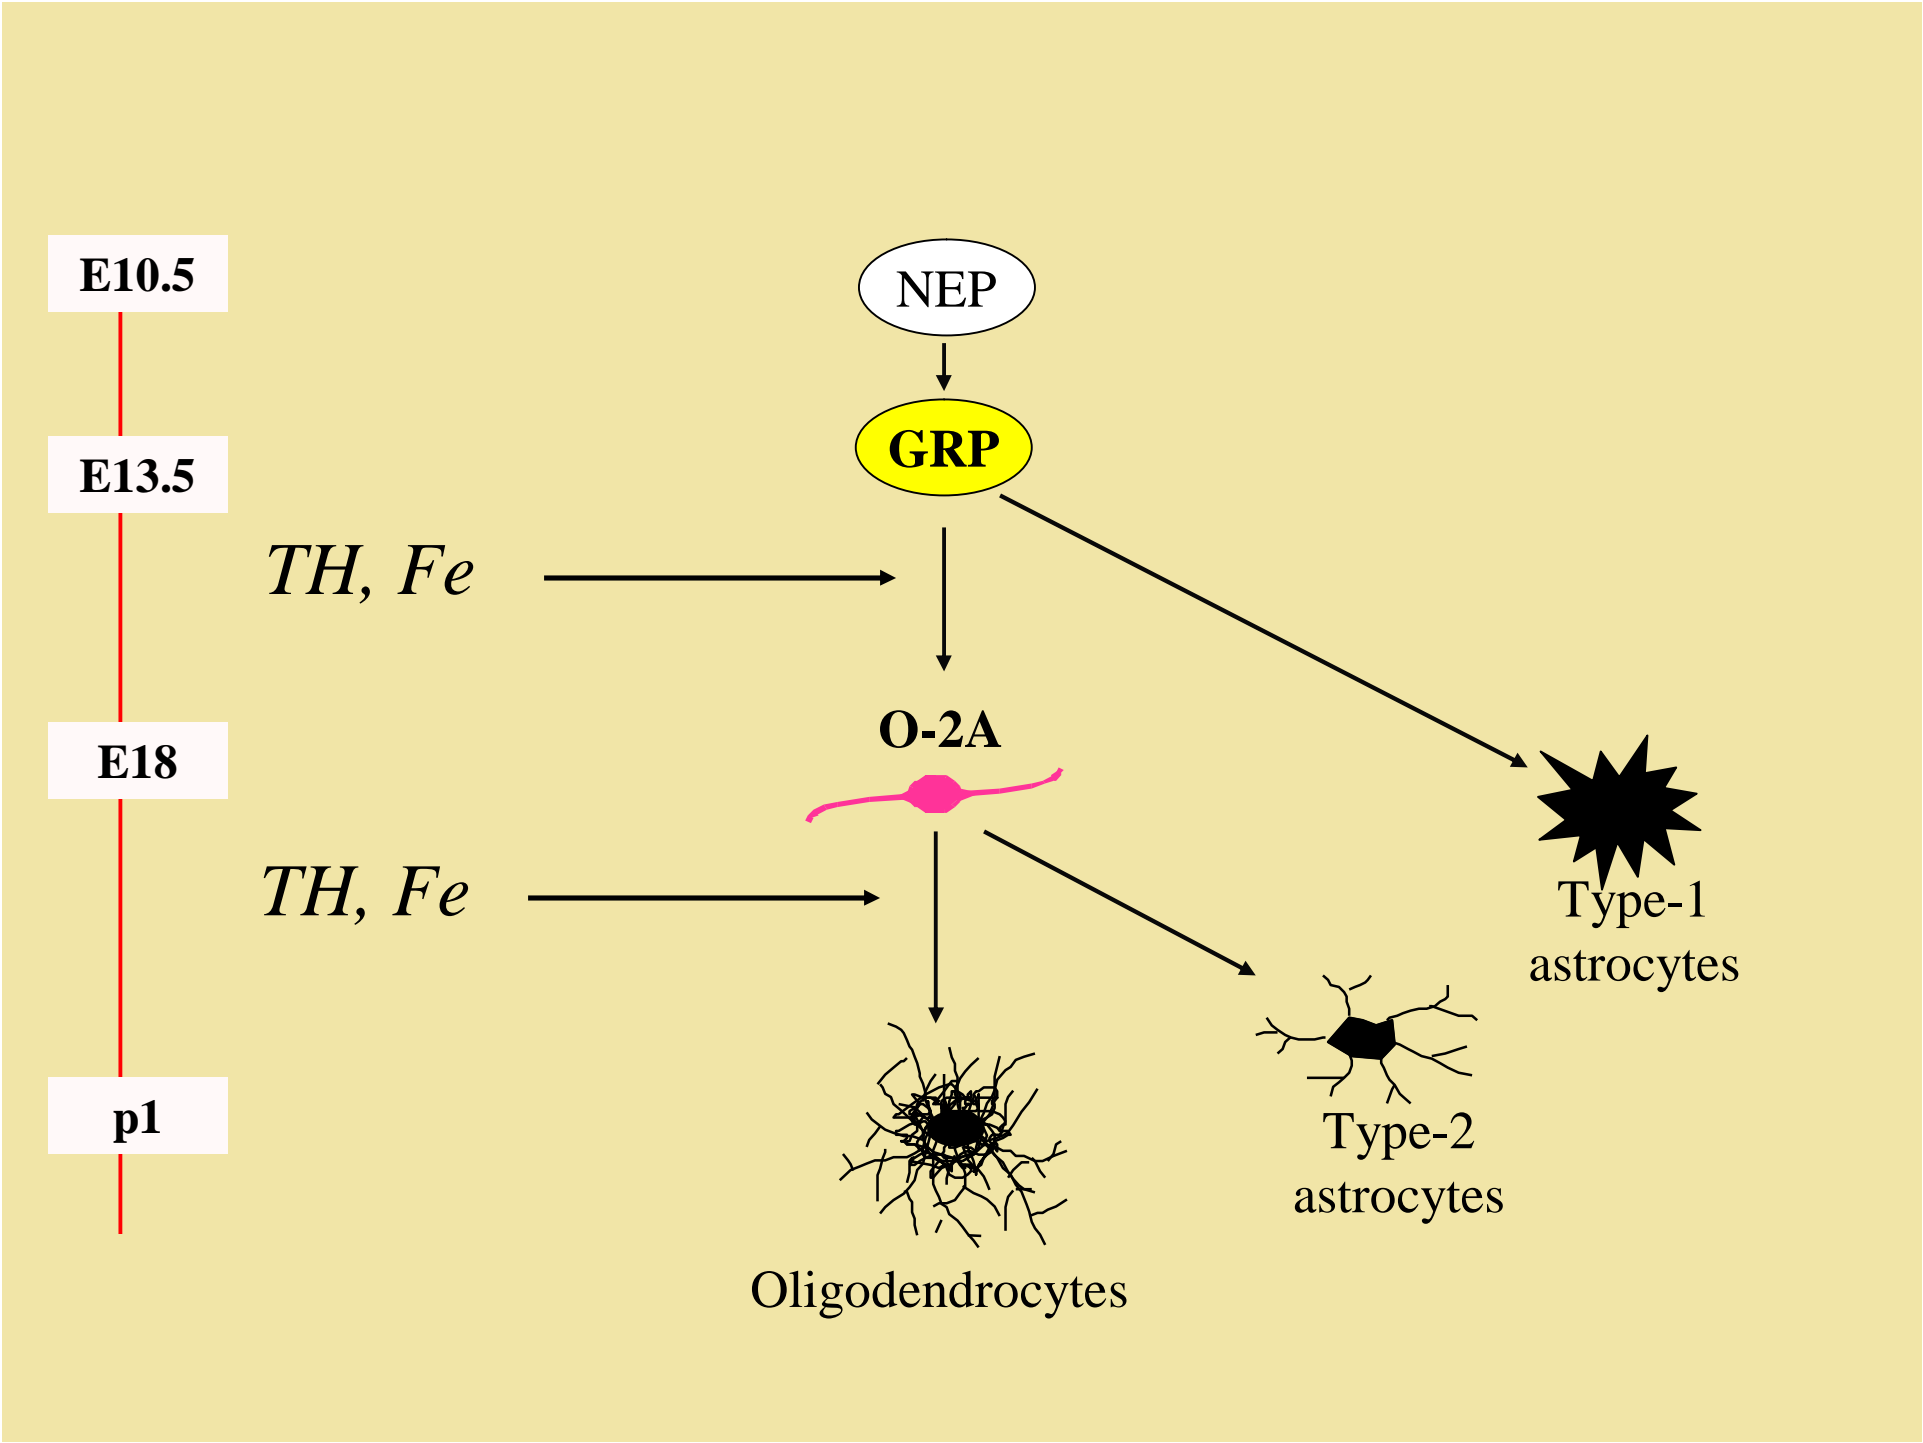 E10.5
NEP
GRP
E13.5
TH, Fe
O-2A
E18
TH, Fe
Type-1
astrocytes
p1
Type-2
astrocytes
Oligodendrocytes